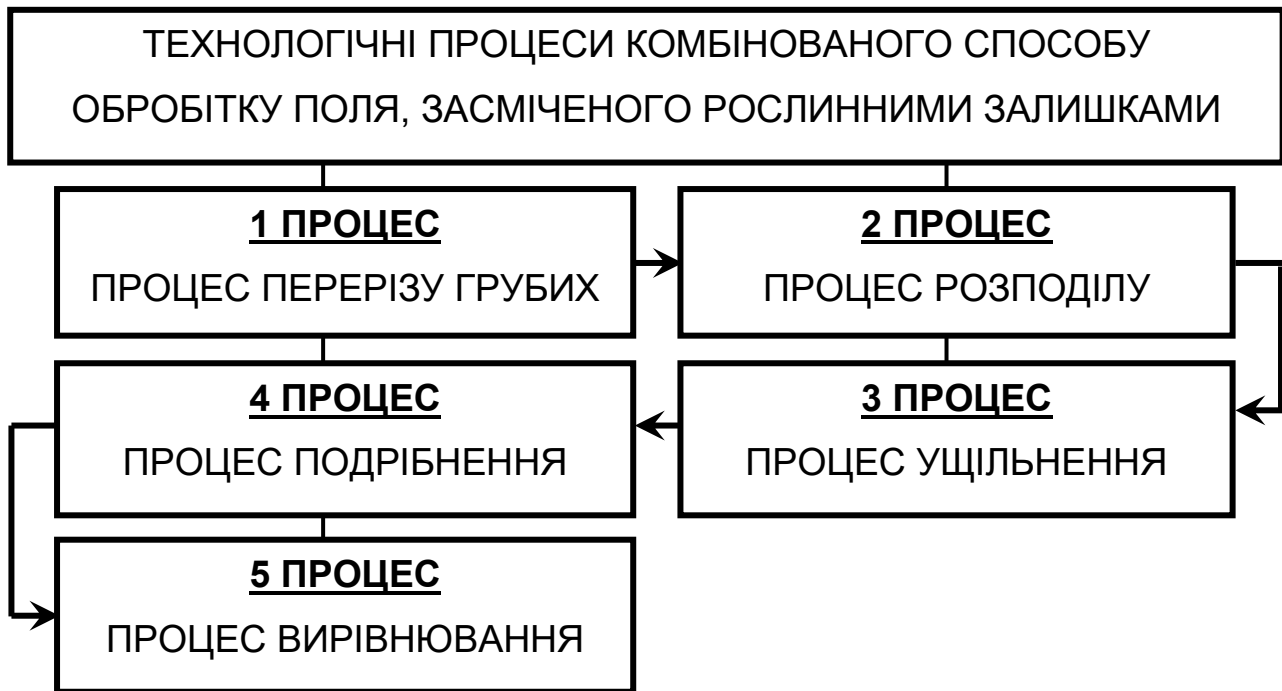 ТЕХНОЛОГІЧНІ ПРОЦЕСИ КОМБІНОВАНОГО СПОСОБУ
ОБРОБІТКУ ПОЛЯ, ЗАСМІЧЕНОГО РОСЛИННИМИ ЗАЛИШКАМИ
1 ПРОЦЕС
ПРОЦЕС ПЕРЕРІЗУ ГРУБИХ
2 ПРОЦЕС
ПРОЦЕС РОЗПОДІЛУ
3 ПРОЦЕС
ПРОЦЕС УЩІЛЬНЕННЯ
4 ПРОЦЕС
ПРОЦЕС ПОДРІБНЕННЯ
5 ПРОЦЕС
ПРОЦЕС ВИРІВНЮВАННЯ